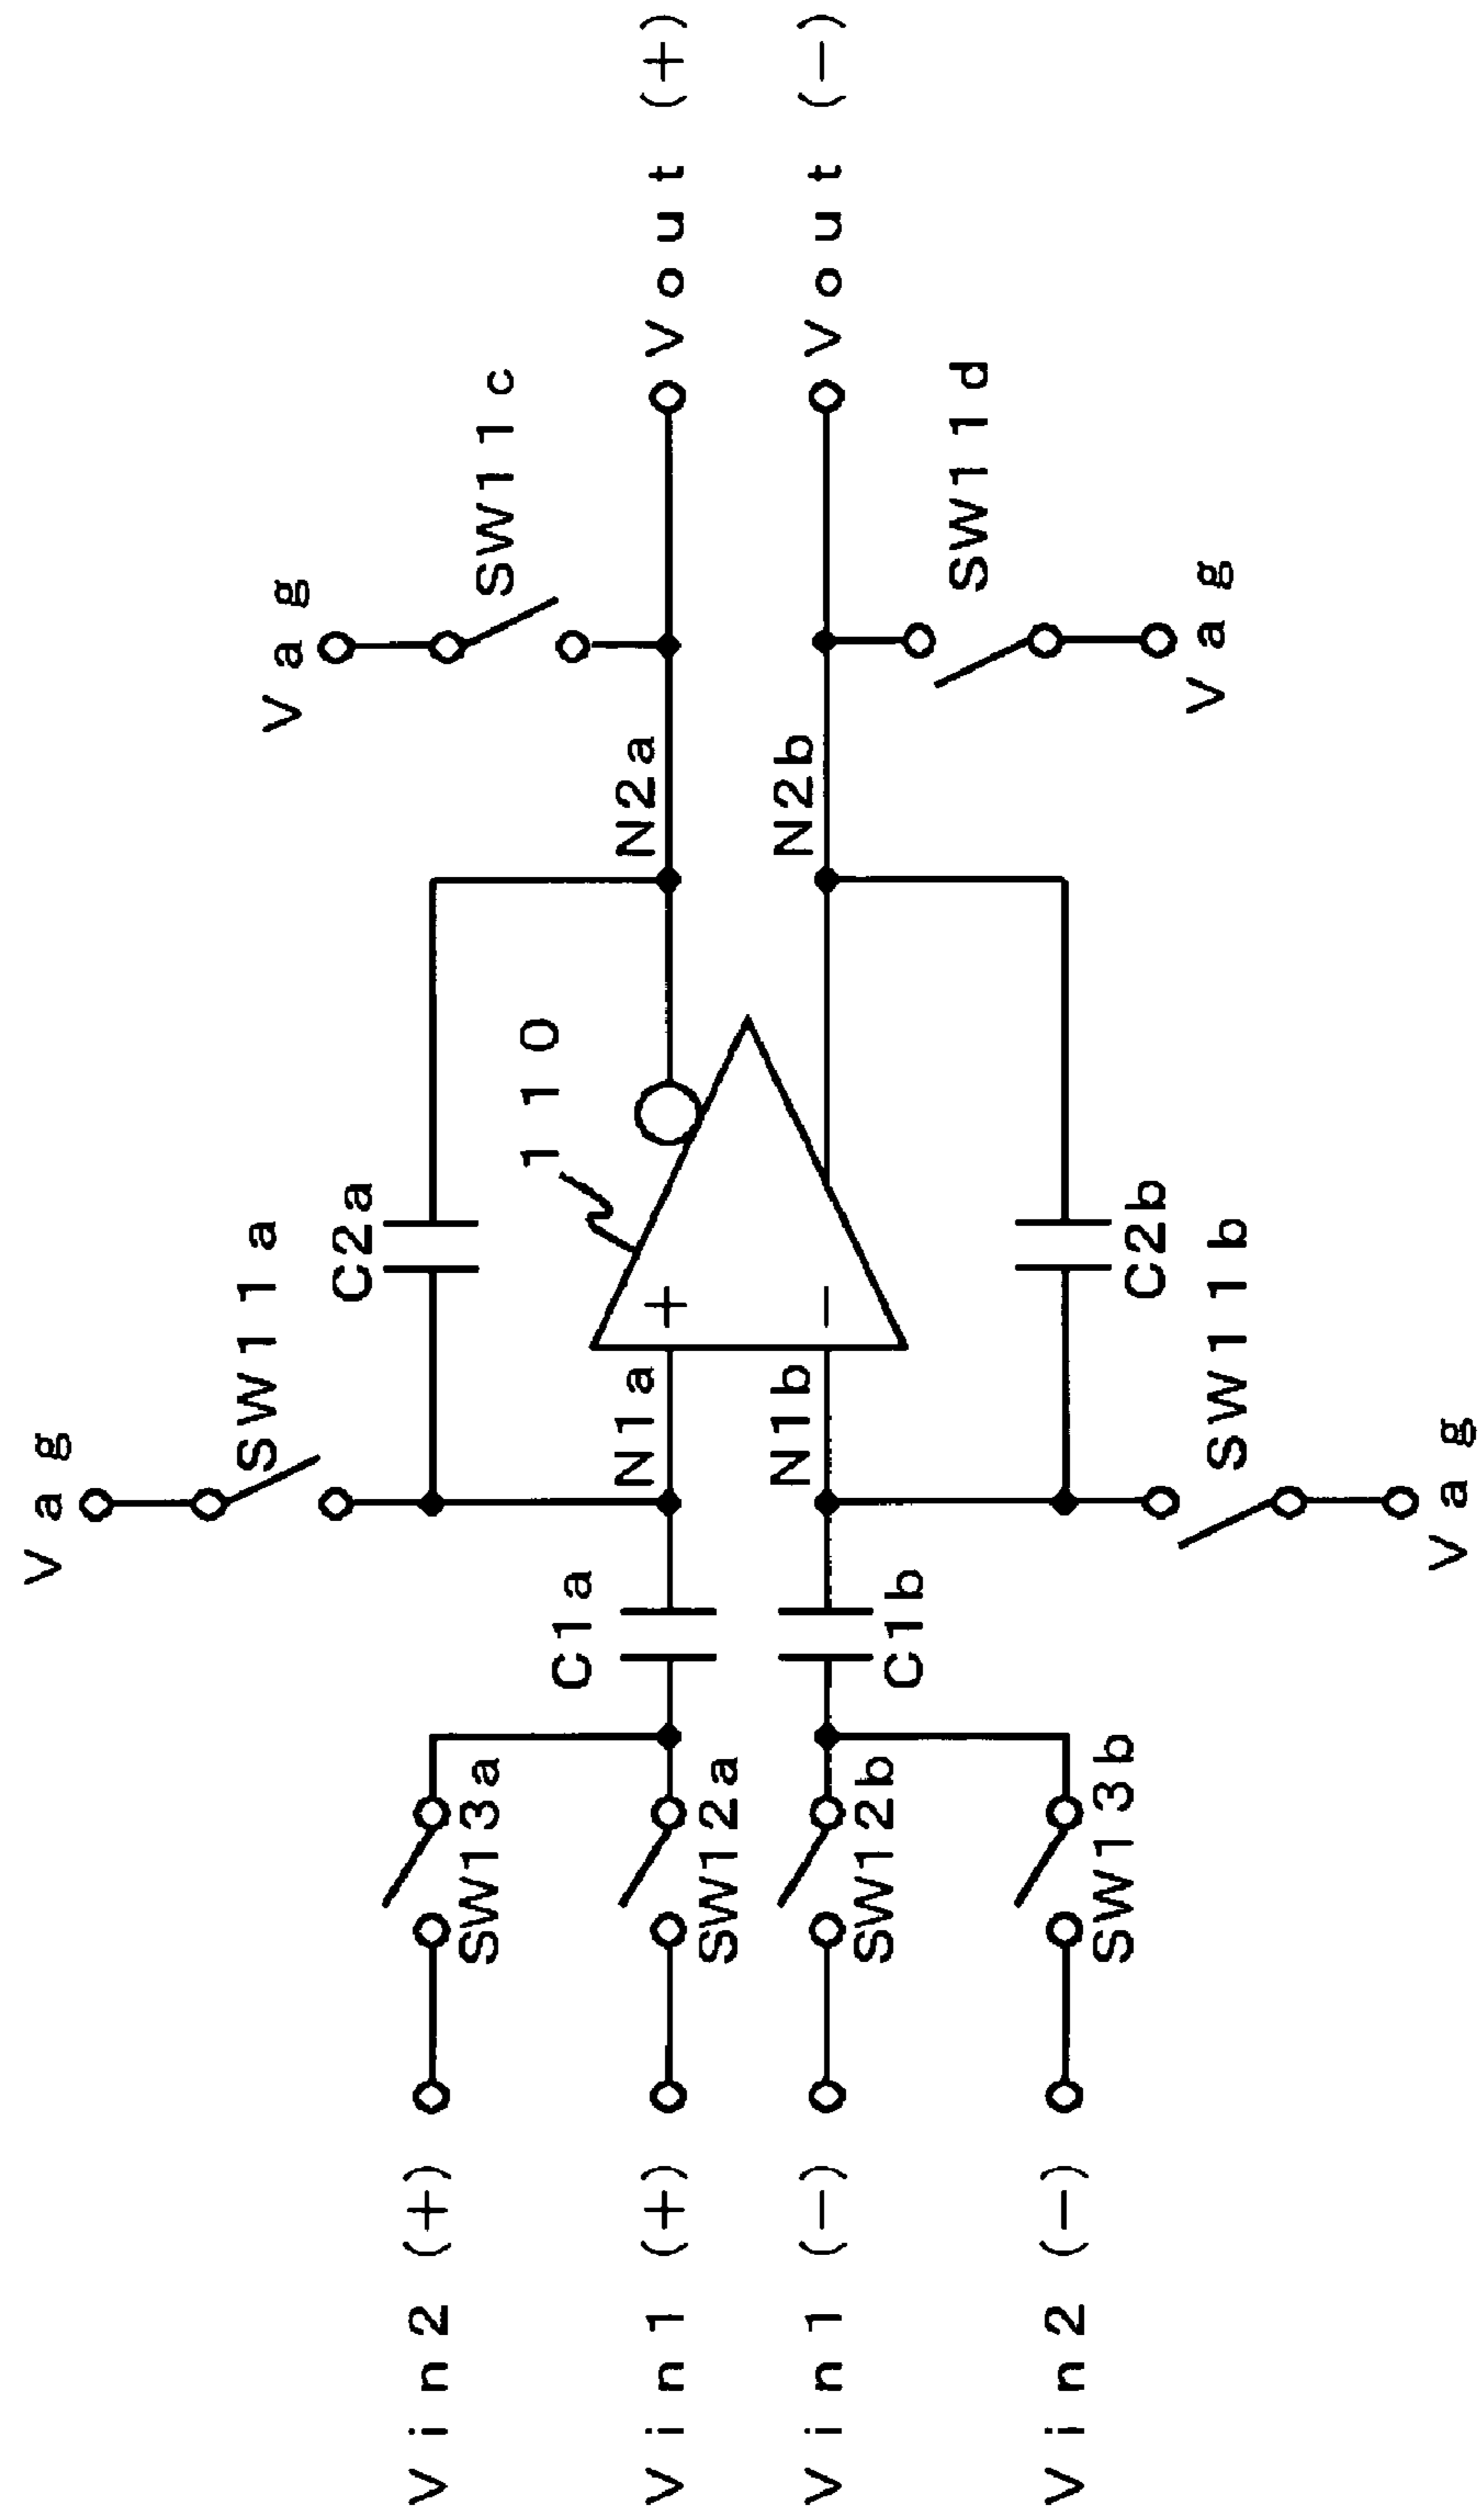 Vag
SW11a
Vag
SW11c
C2a
110
Vin2 (+)
SW13a
C1a
N1a
+
N2a
Vout (+)
Vin1 (+)
SW12a
Vin1 (−)
SW12b
C1b
N1b
−
N2b
Vout (−)
Vin2 (−)
SW13b
C2b
SW11d
Vag
SW11b
Vag